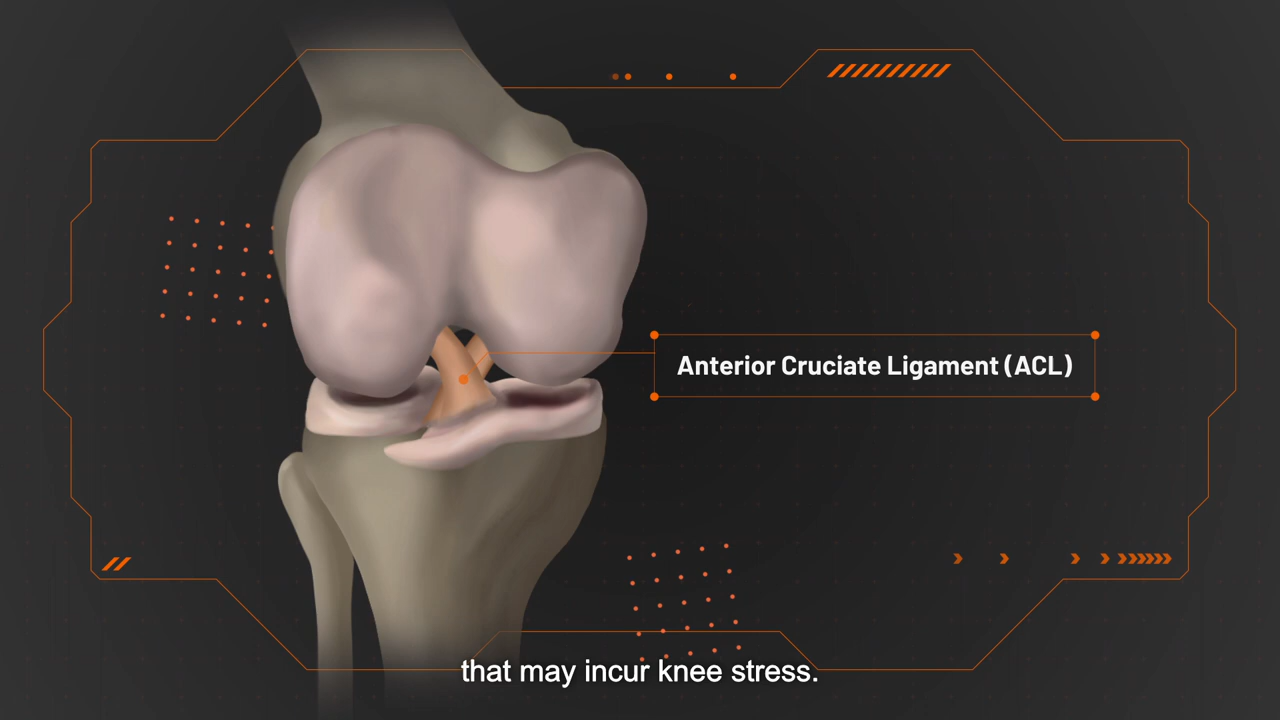 Anterior Cruciate Ligament (ACL)
that may incur knee stress.